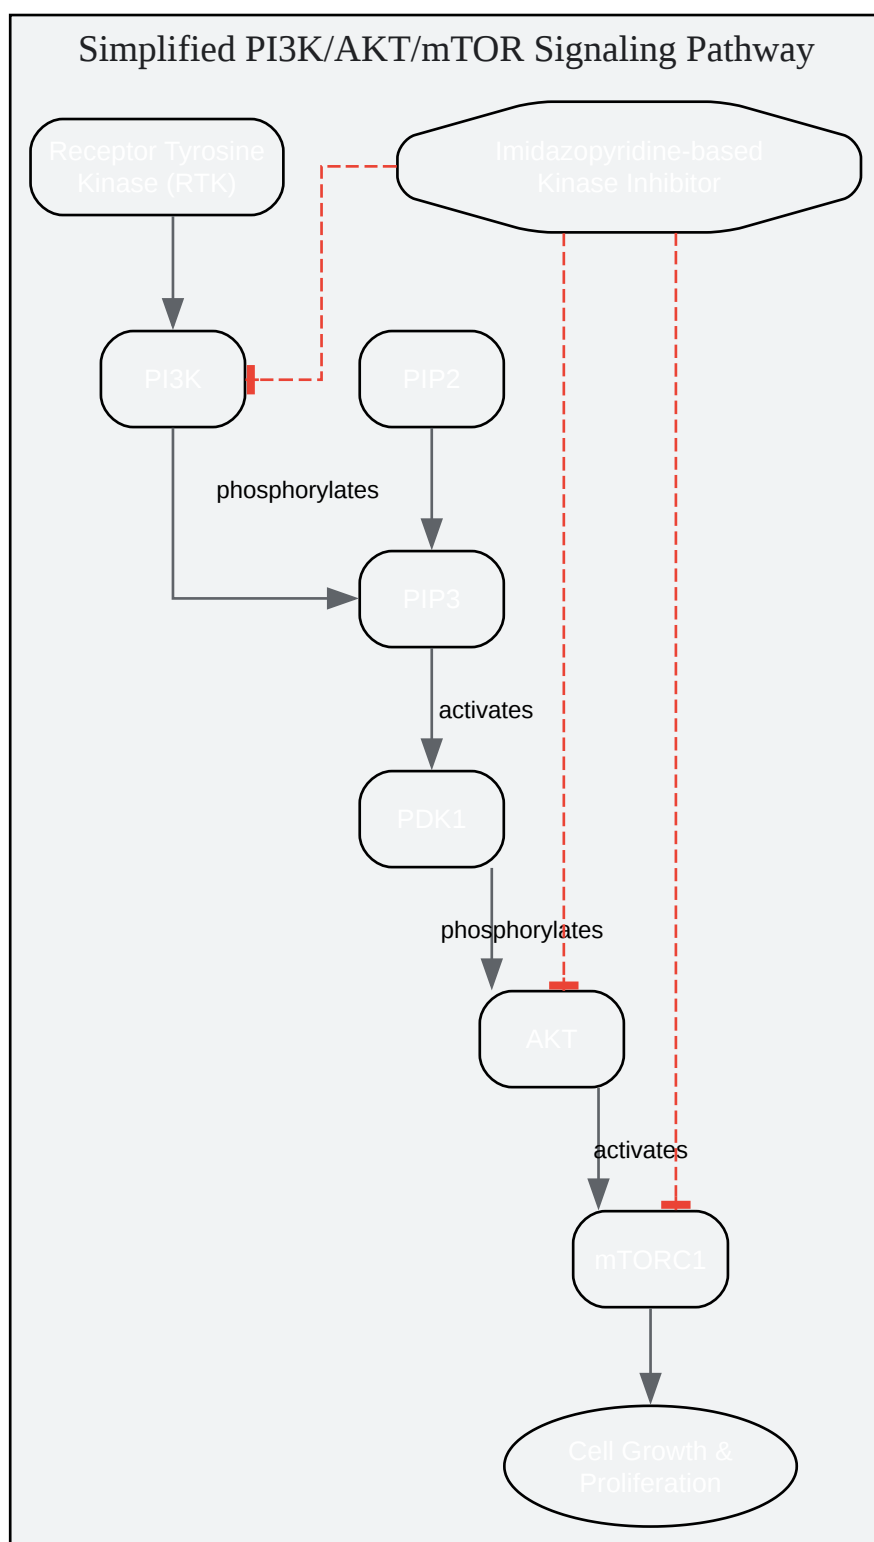 Simplified PI3K/AKT/mTOR Signaling Pathway
Receptor Tyrosine
Kinase (RTK)
Imidazopyridine-based
Kinase Inhibitor
PI3K
PIP2
phosphorylates
PIP3
activates
PDK1
phosphorylates
AKT
activates
mTORC1
Cell Growth &
Proliferation